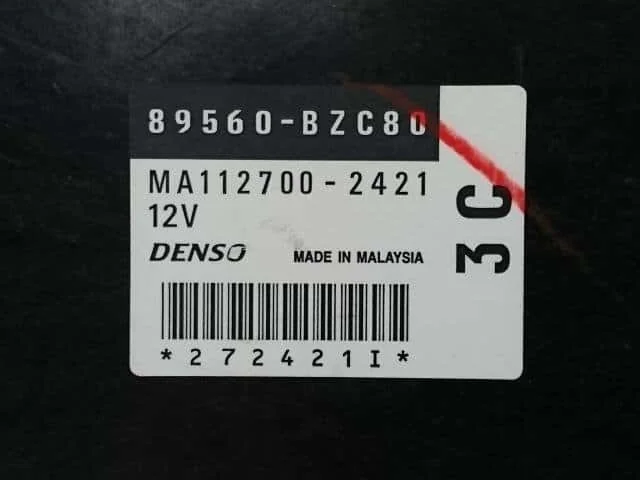 89560-BZC80
MA112700-2421
12V
DENSO MADE IN MALAYSIA
*272421I*
3C